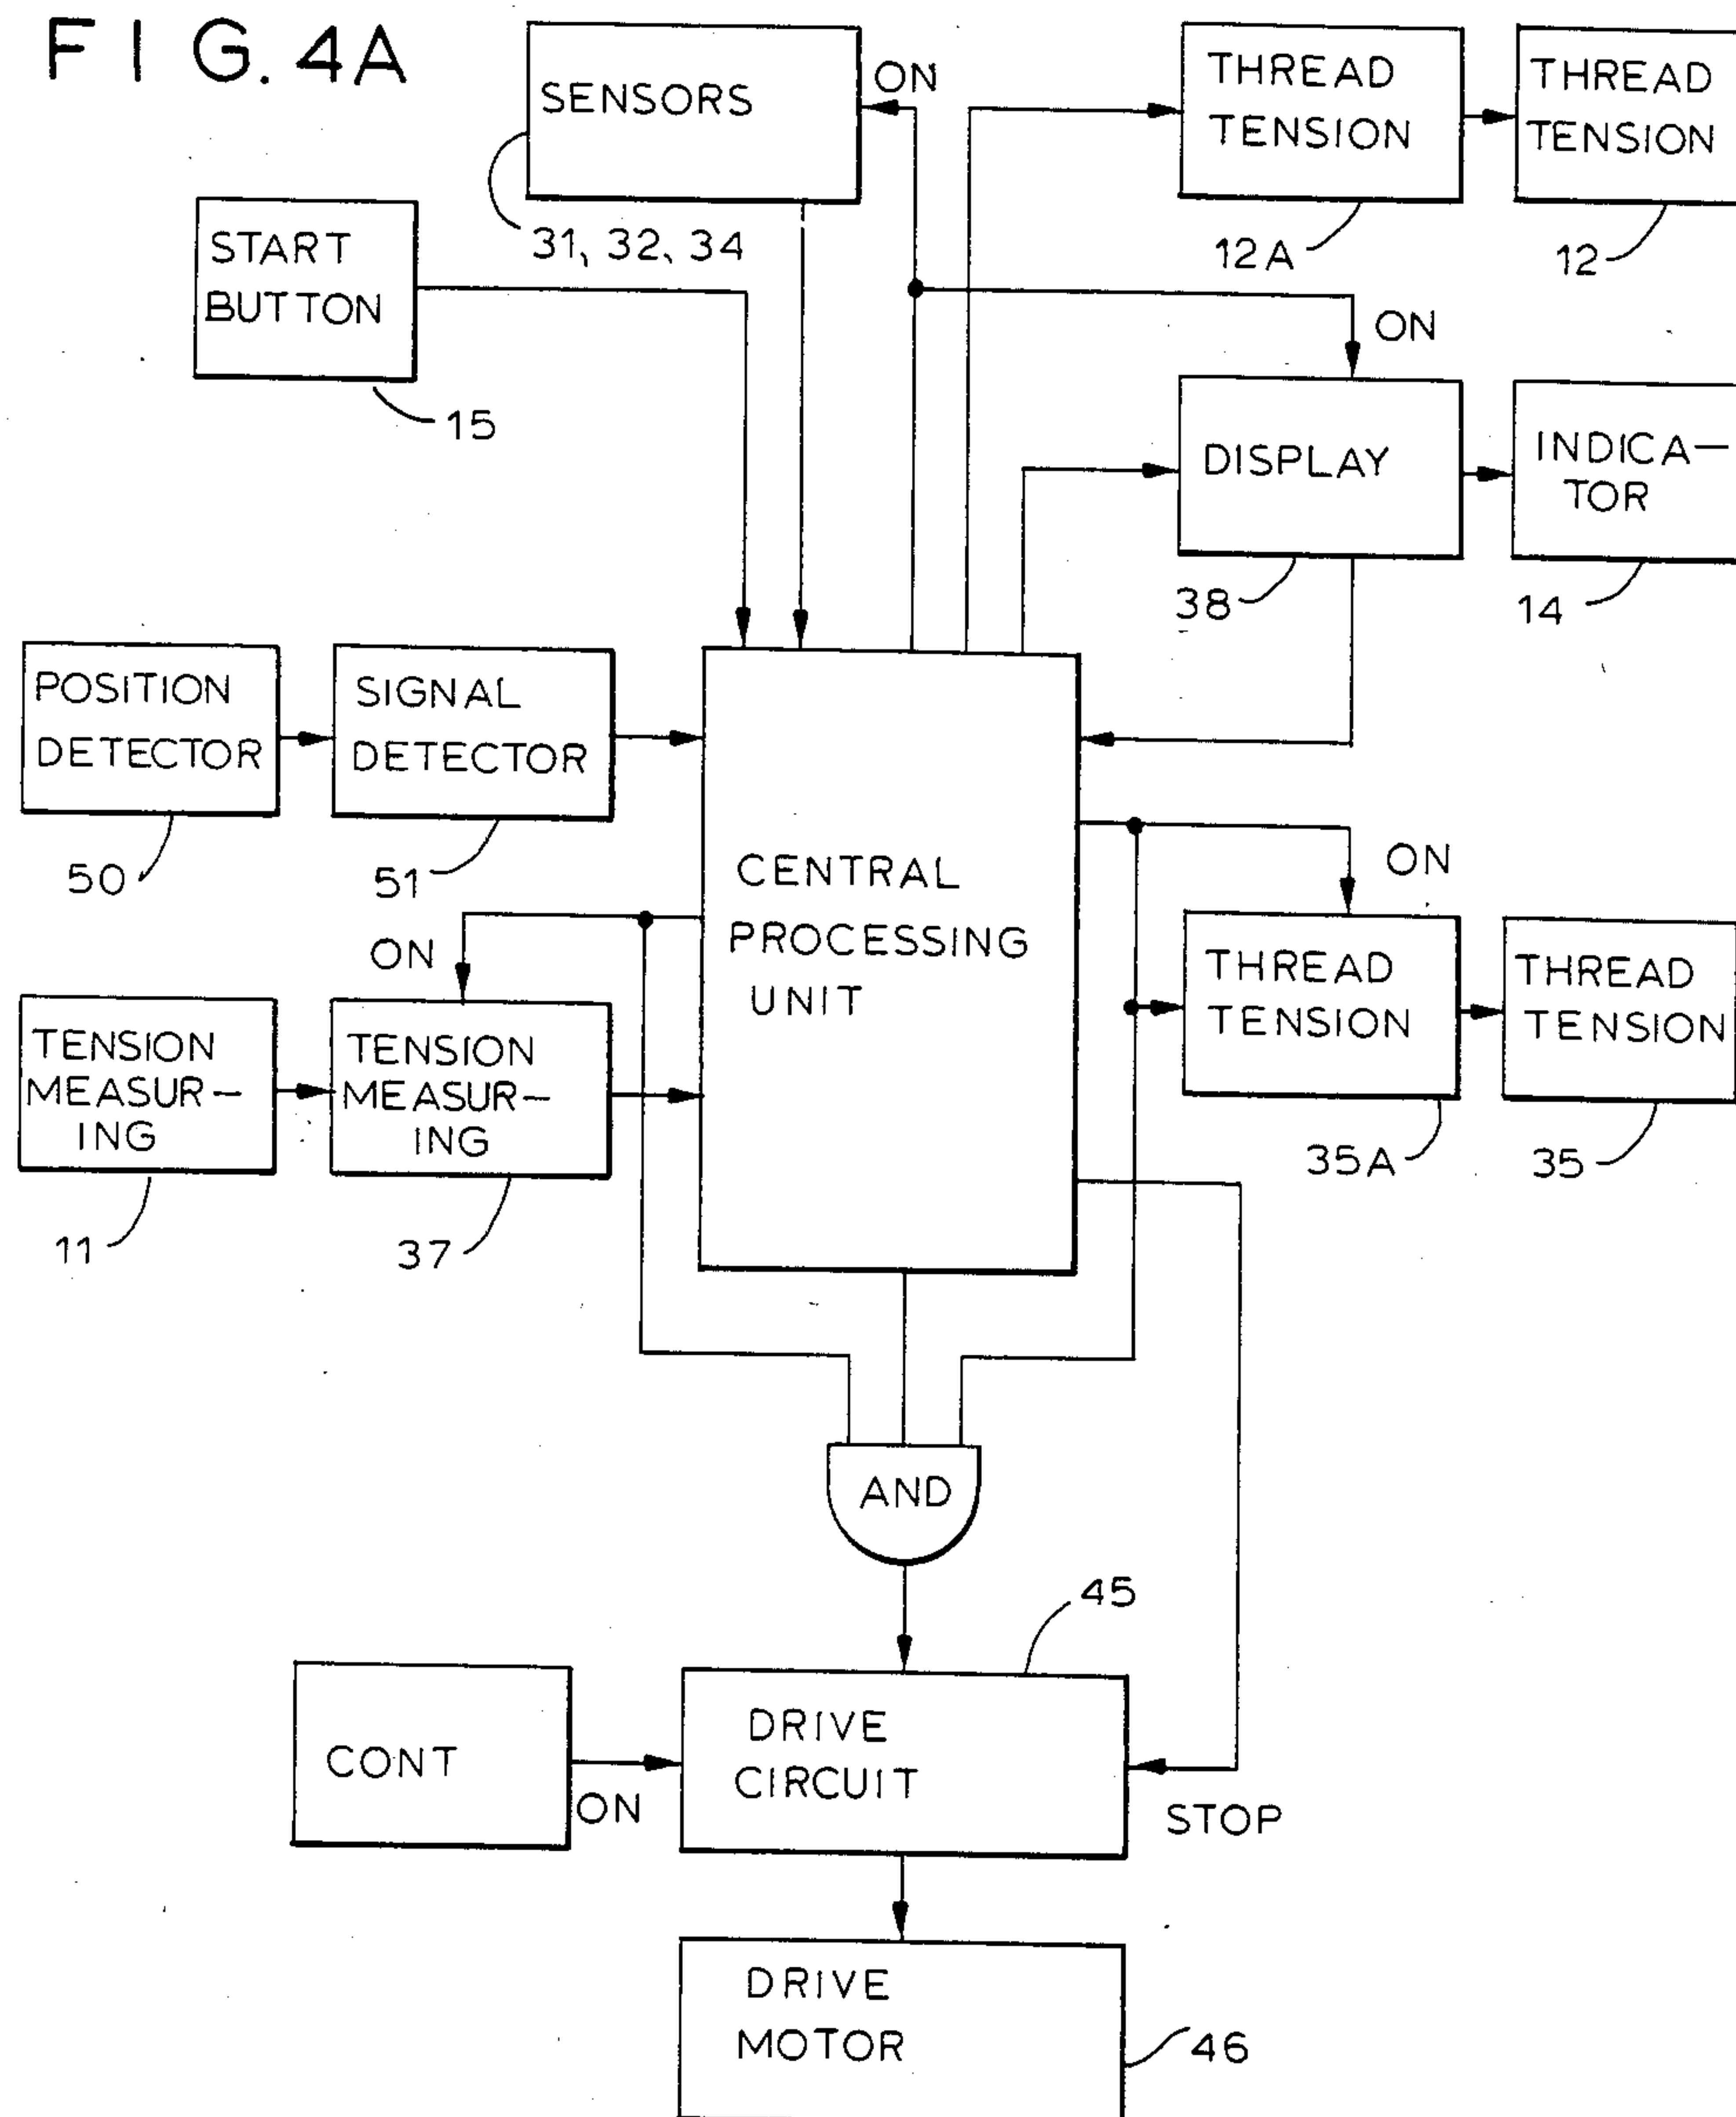 FIG. 4A
SENSORS
ON
31, 32, 34
THREAD
TENSION
12A
THREAD
TENSION
12
START
BUTTON
15
ON
DISPLAY
38
INDICA-
TOR
14
POSITION
DETECTOR
50
SIGNAL
DETECTOR
51
CENTRAL
PROCESSING
UNIT
ON
TENSION
MEASUR-
ING
11
TENSION
MEASUR-
ING
37
ON
THREAD
TENSION
35A
THREAD
TENSION
35
AND
45
CONT
ON
DRIVE
CIRCUIT
STOP
DRIVE
MOTOR
46